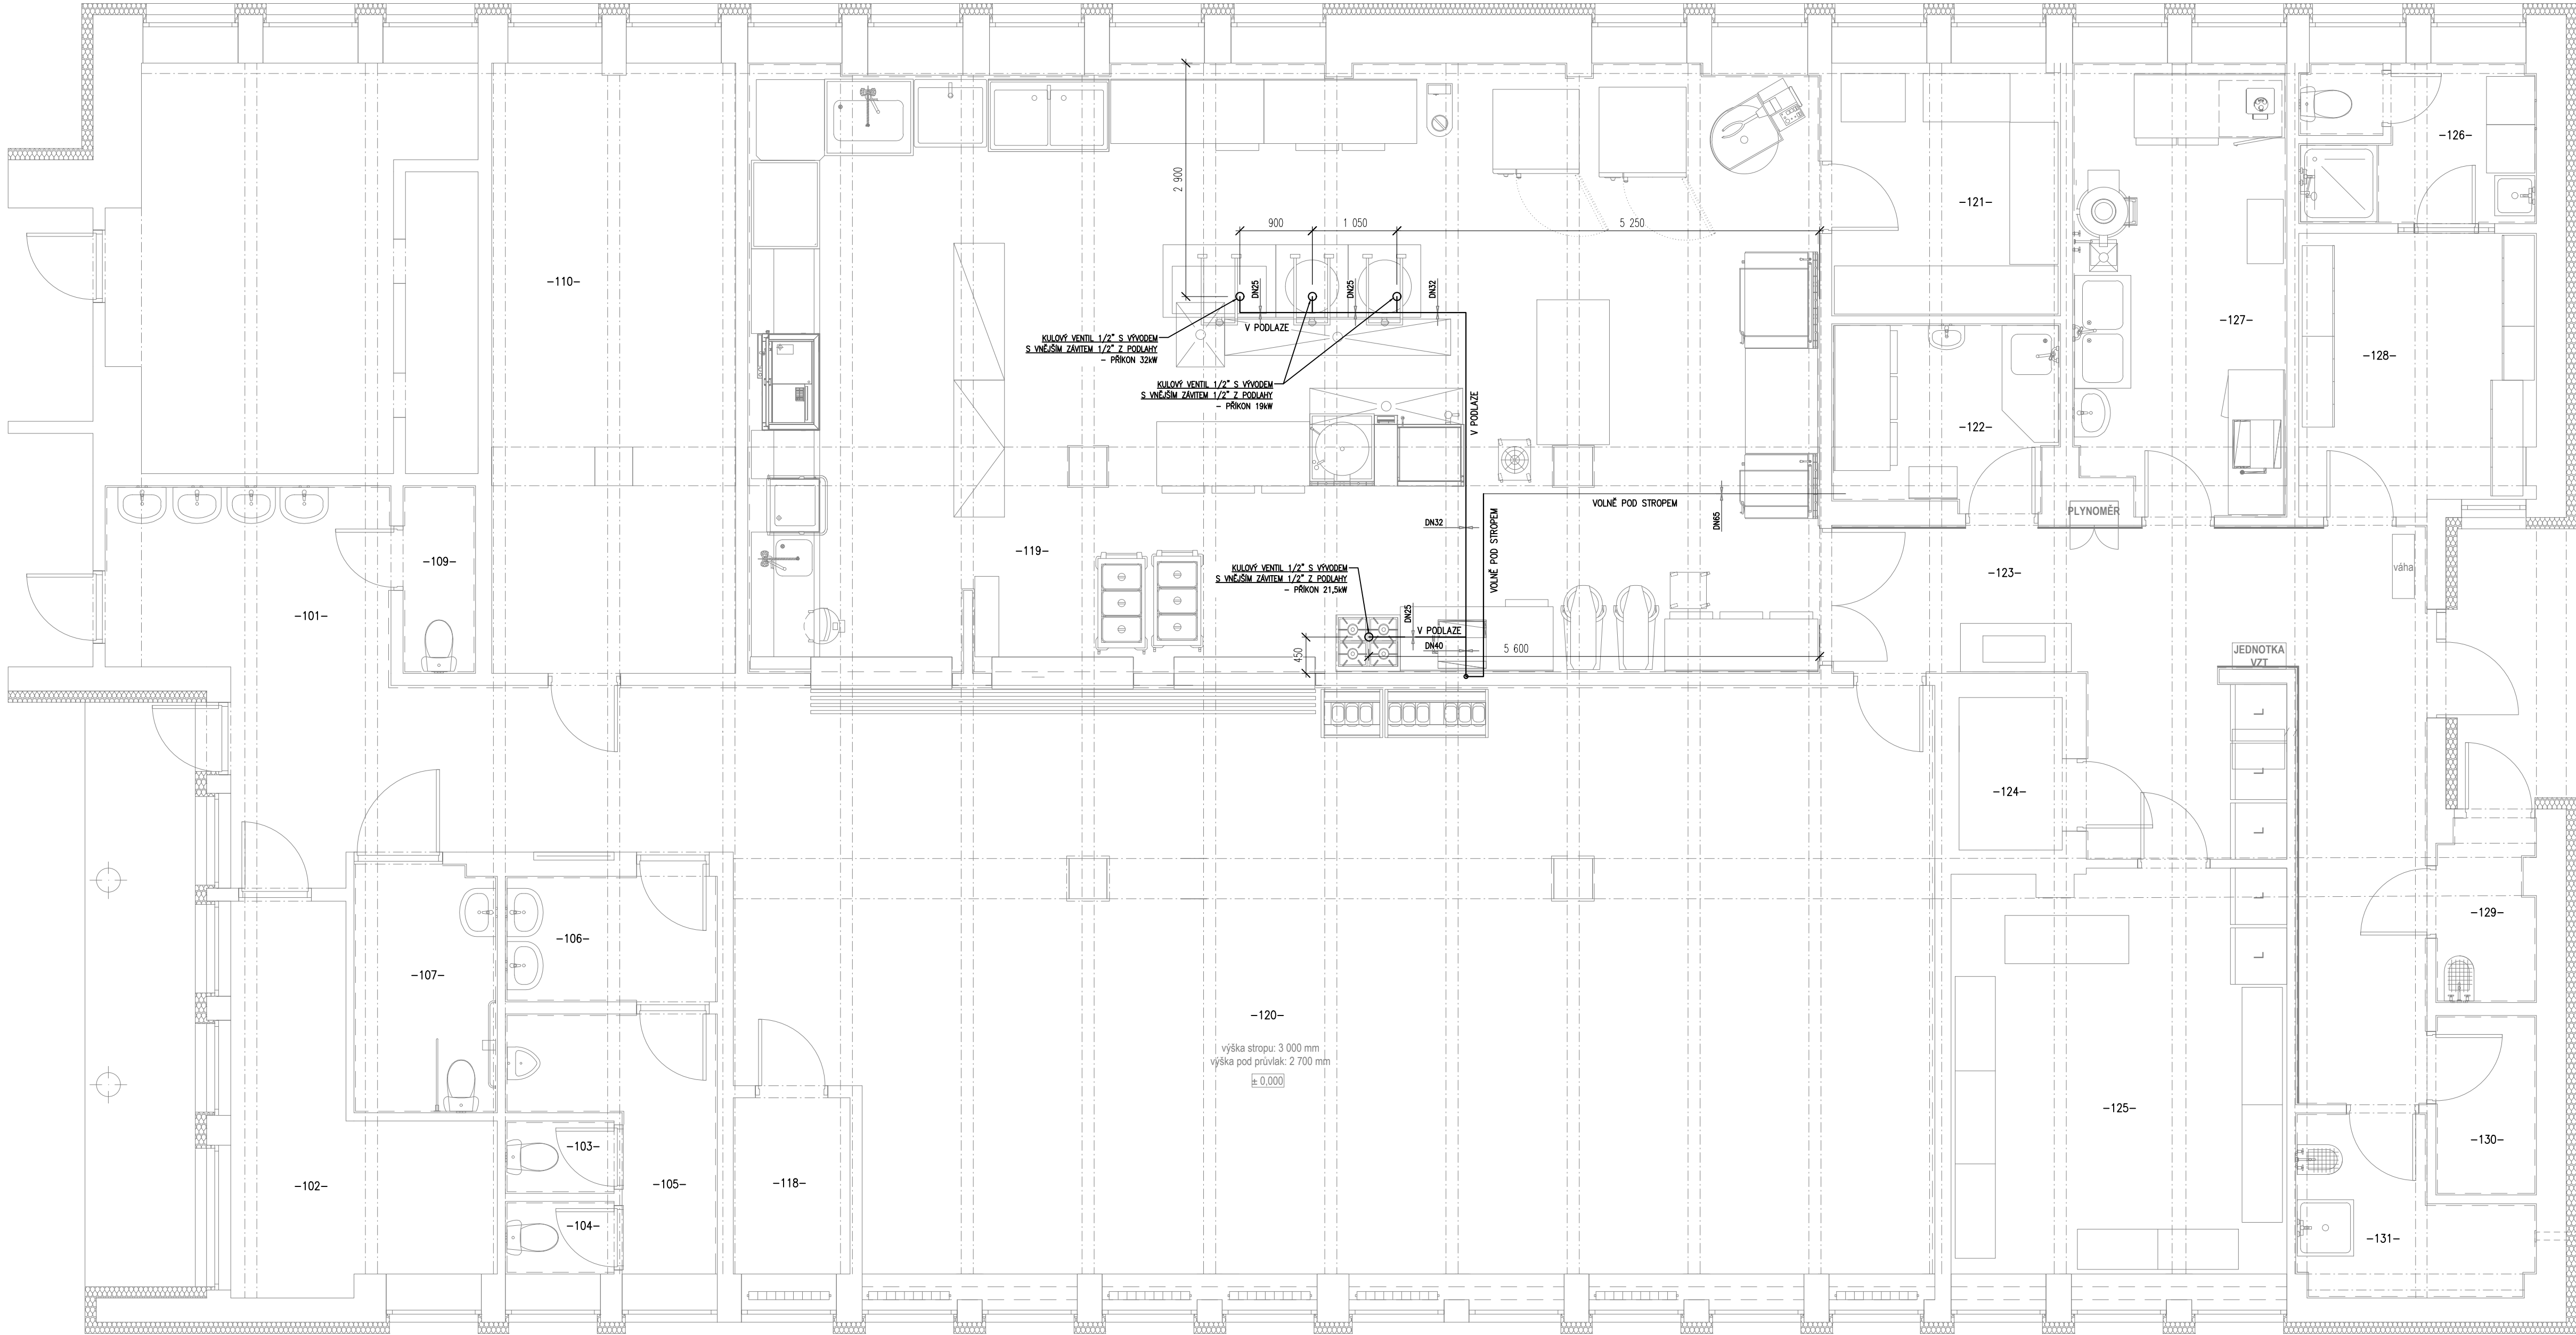 -126-
2 900
-121-
900
1 050
5 250
-110-
DN25
DN25
DN32
V PODLAZE
-127-
KULOVÝ VENTIL 1/2" S VÝVODEM
S VNĚJŠÍM ZÁVITEM 1/2" Z PODLAHY
- PŘÍKON 32kW
-128-
KULOVÝ VENTIL 1/2" S VÝVODEM
S VNĚJŠÍM ZÁVITEM 1/2" Z PODLAHY
- PŘÍKON 19kW
V PODLAZE
-122-
VOLNĚ POD STROPEM
DN65
PLYNOMĚR
DN32
VOLNĚ POD STROPEM
-119-
-109-
KULOVÝ VENTIL 1/2" S VÝVODEM
S VNĚJŠÍM ZÁVITEM 1/2" Z PODLAHY
- PŘÍKON 21,5kW
-123-
váha
-101-
DN25
V PODLAZE
DN40
5 600
450
JEDNOTKA
VZT
-124-
-106-
-129-
-107-
-120-
výška stropu: 3 000 mm
výška pod průvlak: 2 700 mm
± 0,000
-125-
-103-
-130-
-102-
-105-
-118-
-104-
-131-